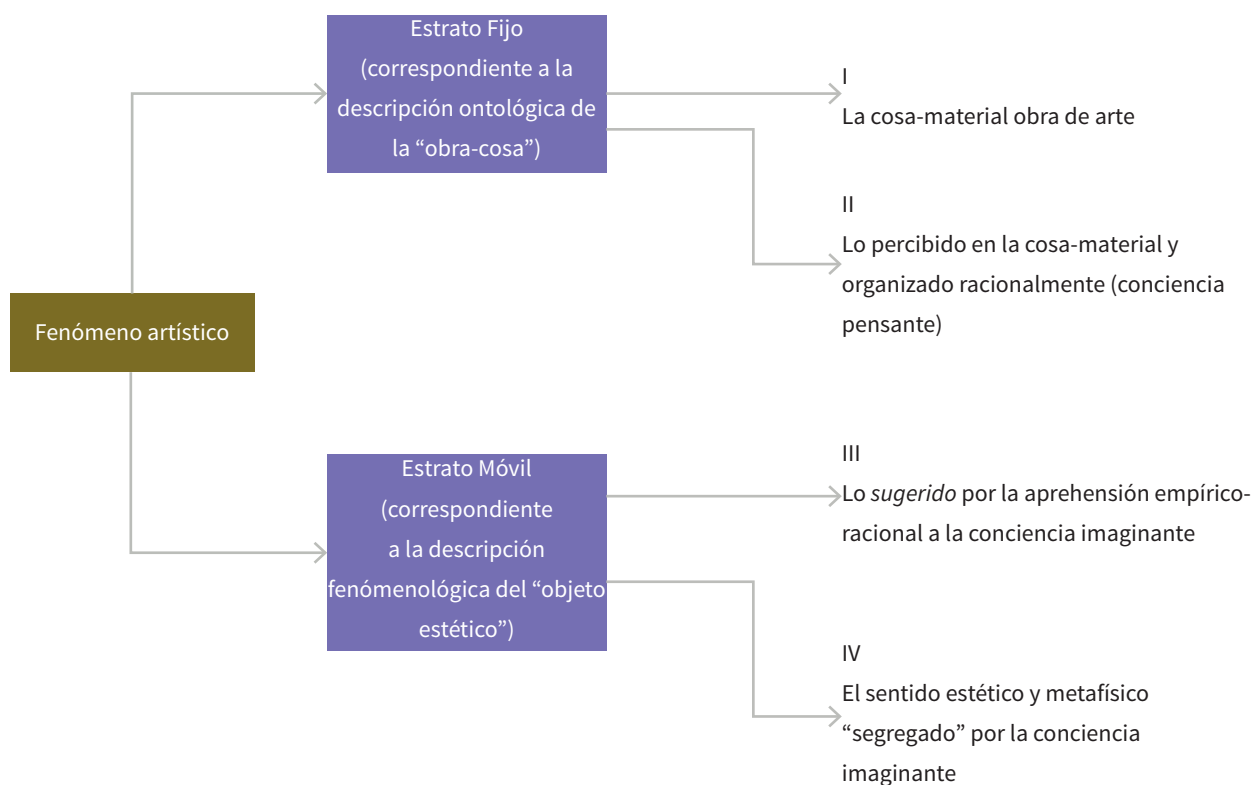 Estrato Fijo
(correspondiente a la
descripción ontológica de
la “obra-cosa”)
I
La cosa-material obra de arte
II
Lo percibido en la cosa-material y
organizado racionalmente (conciencia
pensante)
Fenómeno artístico
Estrato Móvil
(correspondiente
a la descripción
fenómenológica del “objeto
estético”)
III
Lo sugerido por la aprehensión empírico-
racional a la conciencia imaginante
IV
El sentido estético y metafísico
“segregado” por la conciencia
imaginante